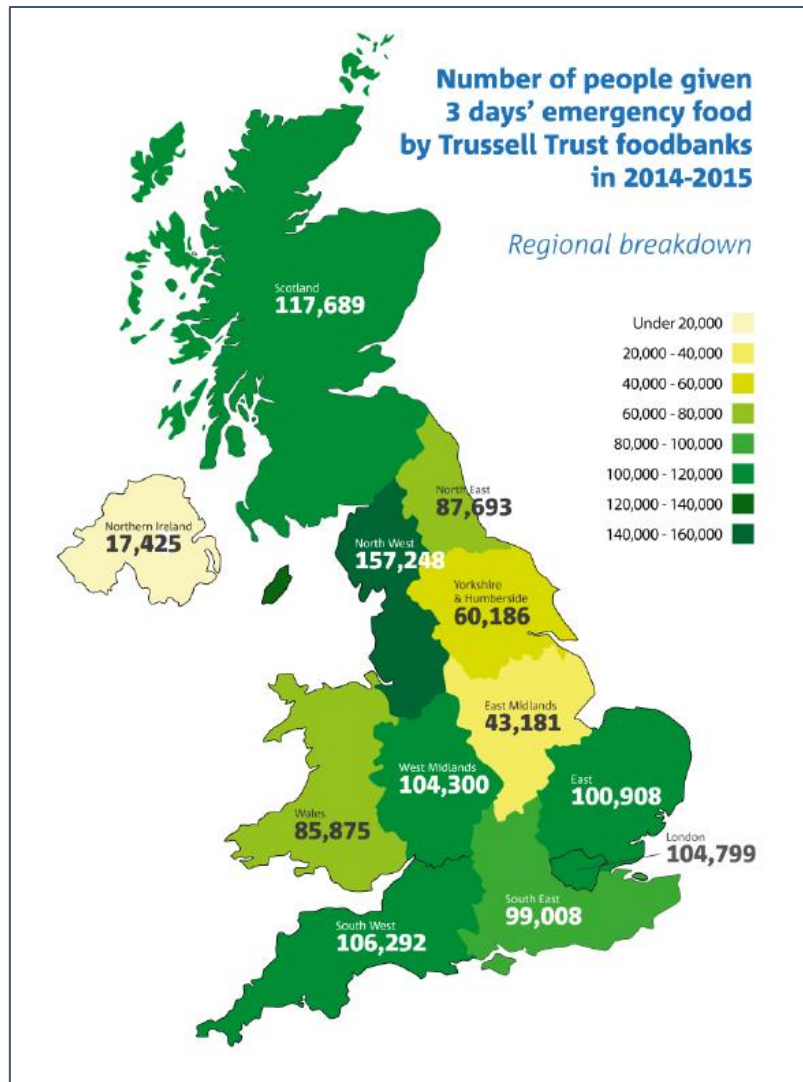 Number of people given
3 days' emergency food
by Trussell Trust foodbanks
in 2014-2015
Regional breakdown
Under 20,000
20,000 - 40,000
40,000 - 60,000
60,000 - 80,000
80,000 - 100,000
100,000 - 120,000
120,000 - 140,000
140,000 - 160,000
Scotland
117,689
North East
87,693
Northern Ireland
17,425
North West
157,248
Yorkshire
& Humberside
60,186
East Midlands
43,181
West Midlands
104,300
East
100,908
Wales
85,875
London
104,799
South East
99,008
South West
106,292